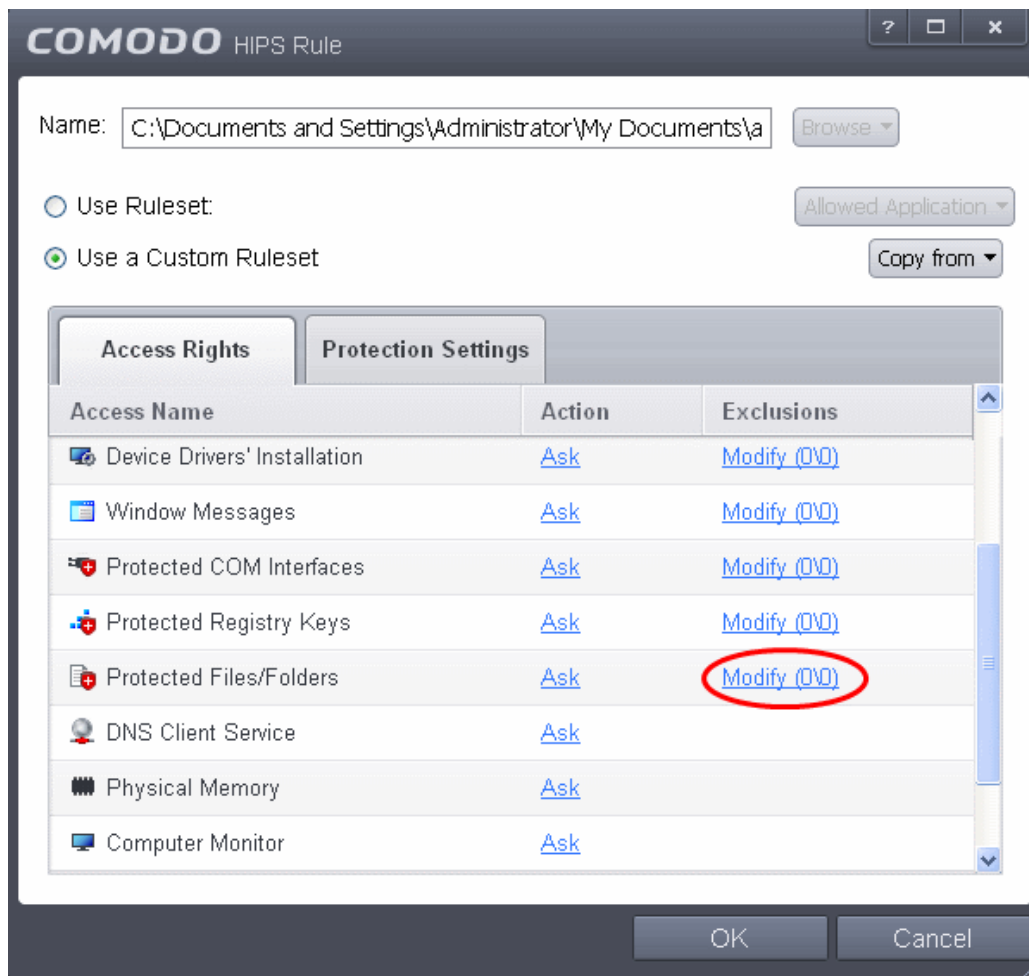 COMODO HIPS Rule
?
Name: C:\Documents and Settings\Administrator\My Documents\a Browse
Use Ruleset: Allowed Application
Use a Custom Ruleset Copy from
Access Rights Protection Settings
Access Name Action Exclusions
Device Drivers' Installation Ask Modify (0\0)
Window Messages Ask Modify (0\0)
Protected COM Interfaces Ask Modify (0\0)
Protected Registry Keys Ask Modify (0\0)
Protected Files/Folders Ask Modify (0\0)
DNS Client Service Ask
Physical Memory Ask
Computer Monitor Ask
OK Cancel